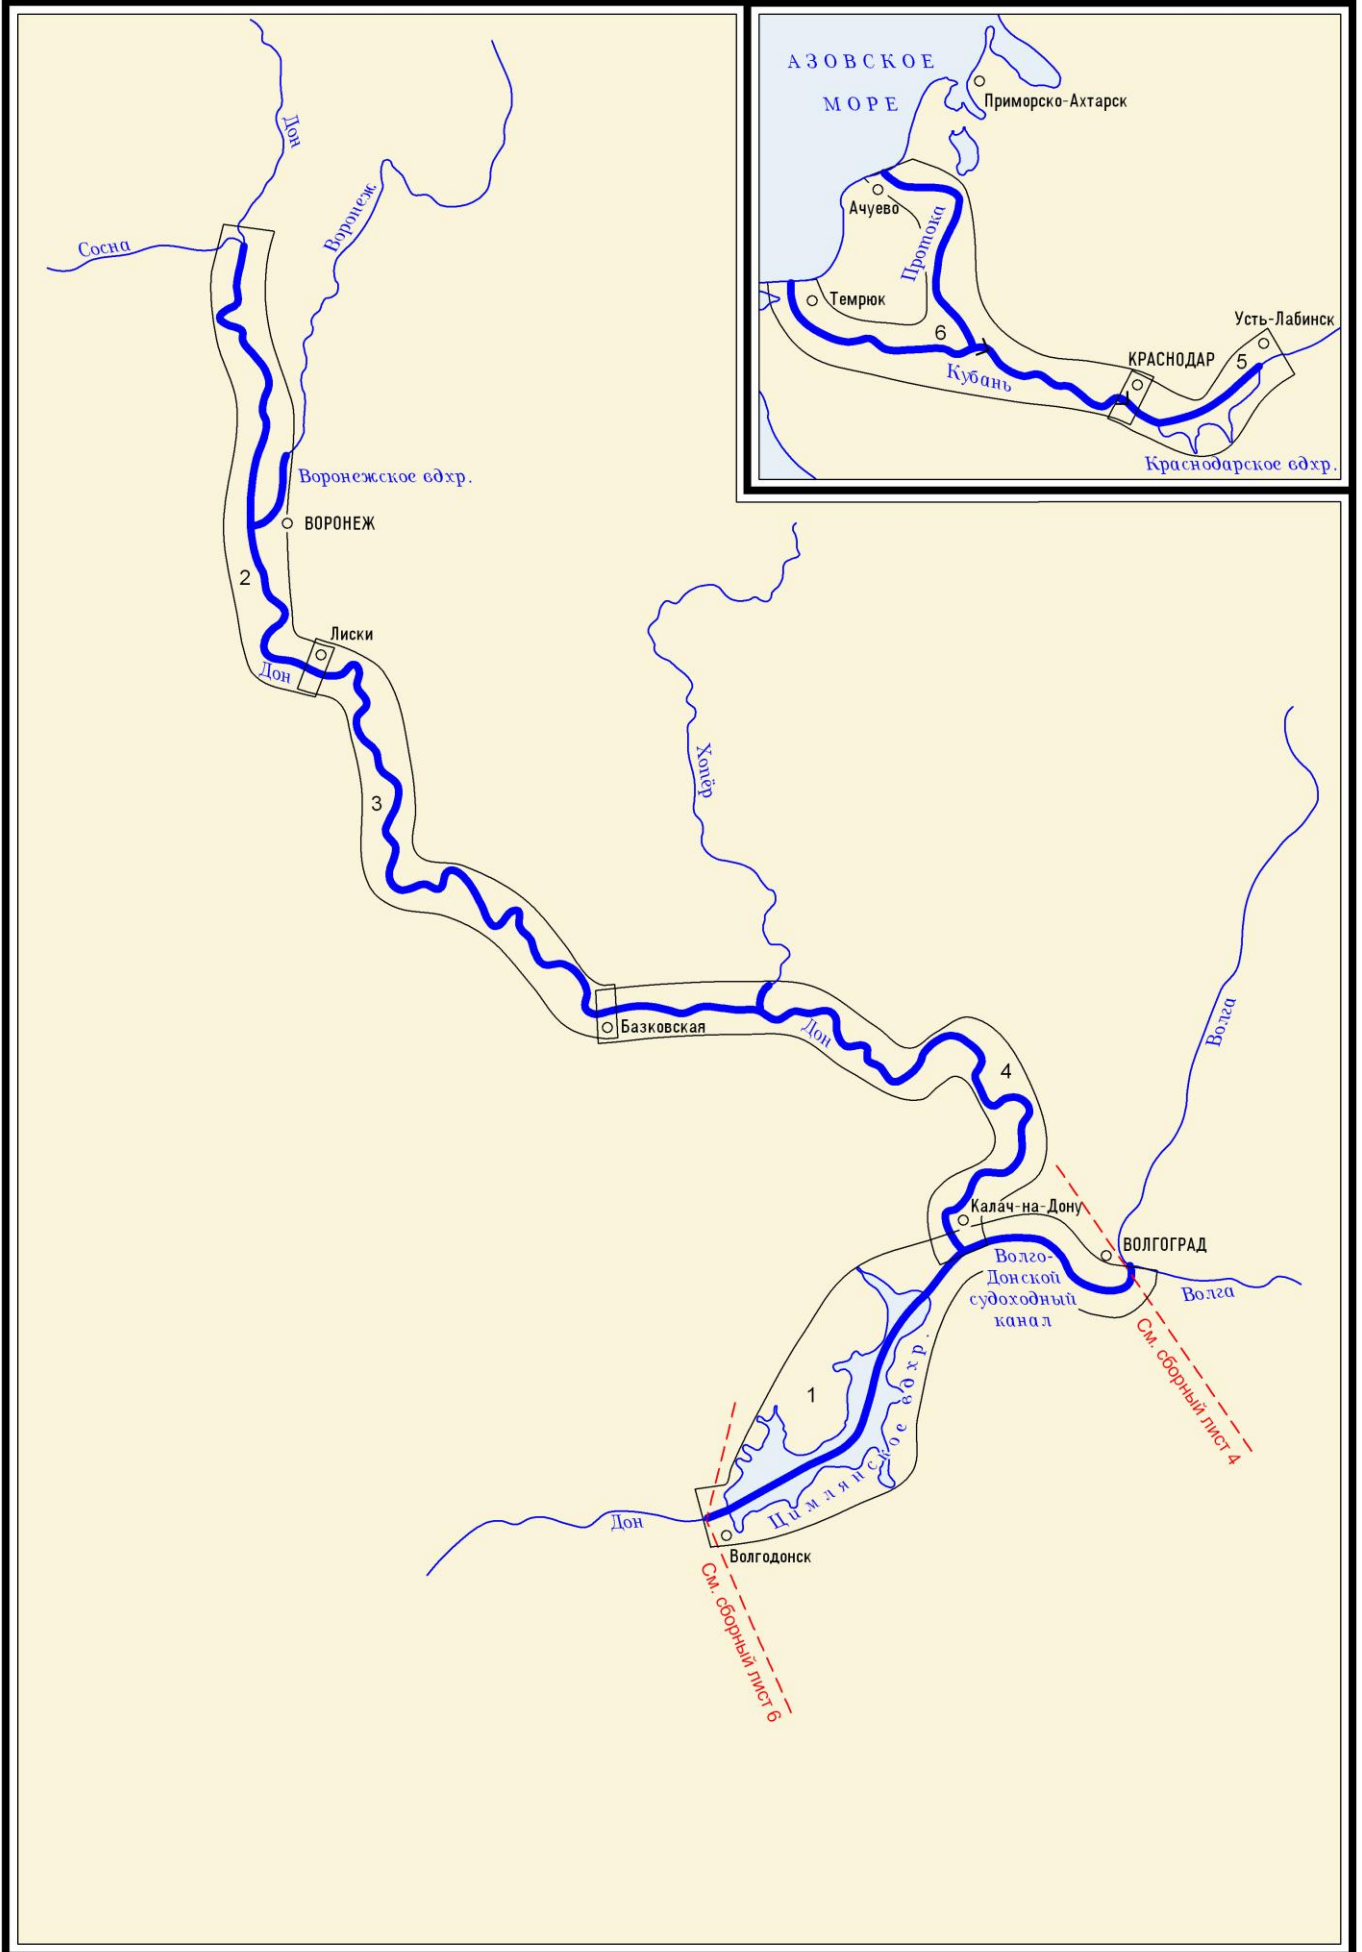 АЗОВСКОЕ
МОРЕ
Приморско-Ахтарск
Ачуево
Протока
Темрюк
6
Кубань
КРАСНОДАР
Усть-Лабинск
5
Краснодарское вдхр.
Дон
Воронеж
Сосна
Воронежское вдхр.
ВОРОНЕЖ
2
Лиски
Дон
3
Хопёр
Базковская
Дон
4
Волга
Калач-на-Дону
ВОЛГОГРАД
Волго-
Донской
судоходный
канал
Волга
См. сборный лист 4
1
Цимлянское вдхр.
Дон
Волгодонск
См. сборный лист 6